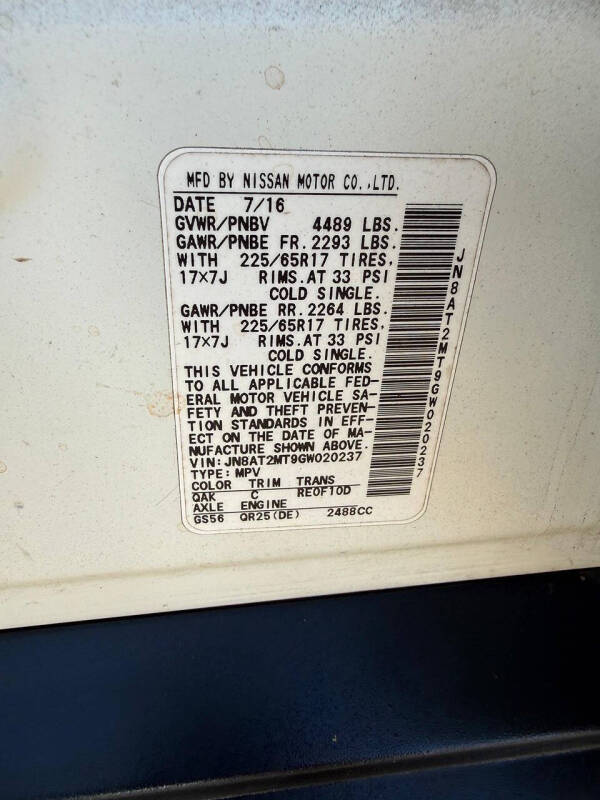 MFD BY NISSAN MOTOR CO.,LTD.
DATE 7/16
GVWR/PNBV 4489 LBS.
GAWR/PNBE FR. 2293 LBS.
WITH 225/65R17 TIRES,
17×7J RIMS.AT 33 PSI
COLD SINGLE.
GAWR/PNBE RR. 2264 LBS.
WITH 225/65R17 TIRES,
17×7J RIMS.AT 33 PSI
COLD SINGLE.
THIS VEHICLE CONFORMS
TO ALL APPLICABLE FED-
ERAL MOTOR VEHICLE SA-
FETY AND THEFT PREVEN-
TION STANDARDS IN EFF-
ECT ON THE DATE OF MA-
NUFACTURE SHOWN ABOVE.
VIN: JN8AT2MT9GW020237
TYPE: MPV
COLOR TRIM TRANS
QAK C RE0F10D
AXLE ENGINE
GS56 QR25(DE) 2488CC
JN8AT2MT9GW020237